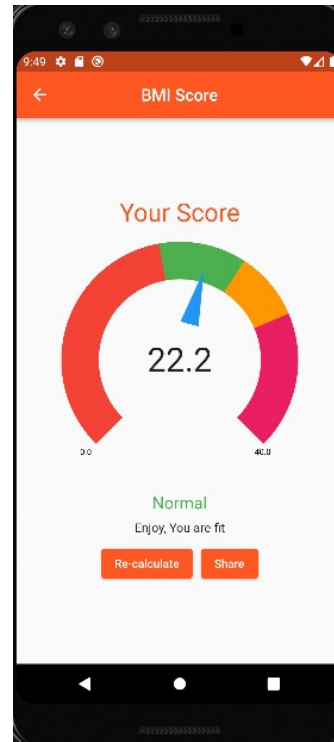 9:49
BMI Score
Your Score
22.2
0.0 40.0
Normal
Enjoy, You are fit
Re-calculate Share